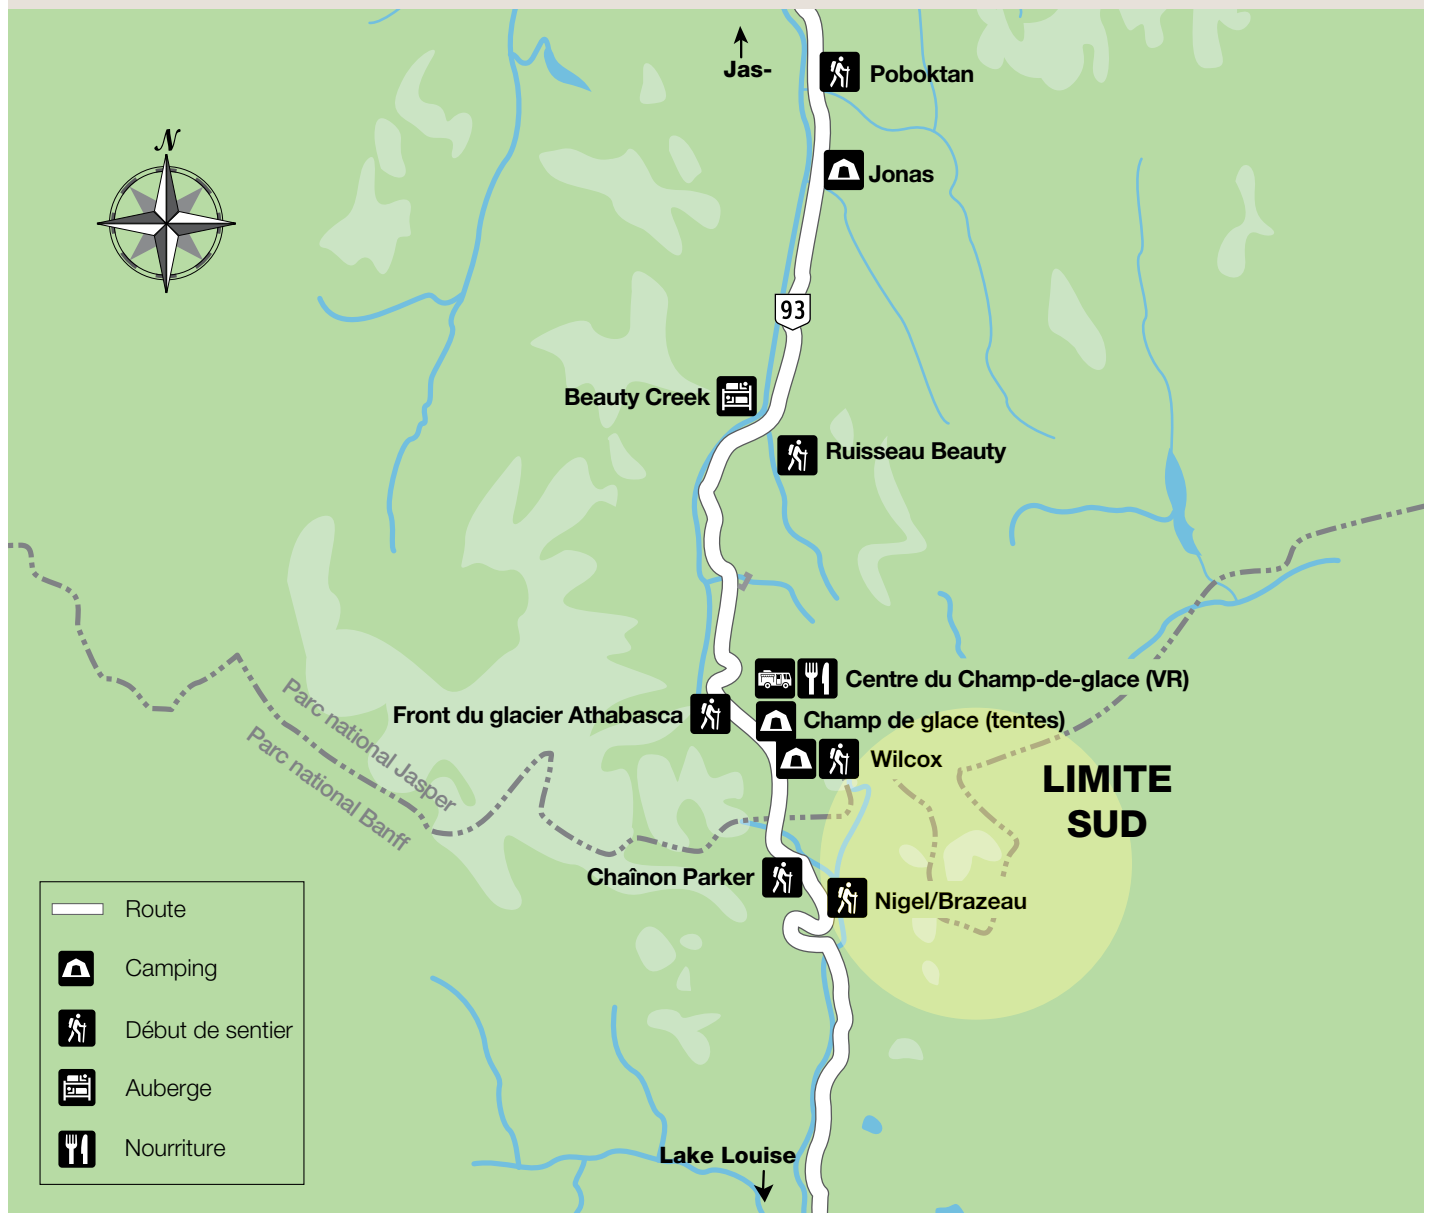 Jas-
Poboktan
N
Jonas
93
Beauty Creek
Ruisseau Beauty
Centre du Champ-de-glace (VR)
Front du glacier Athabasca
Champ de glace (tentes)
Wilcox
Parc national Jasper
Parc national Banff
LIMITE
SUD
Chaînon Parker
Nigel/Brazeau
Route
Camping
Début de sentier
Auberge
Nourriture
Lake Louise